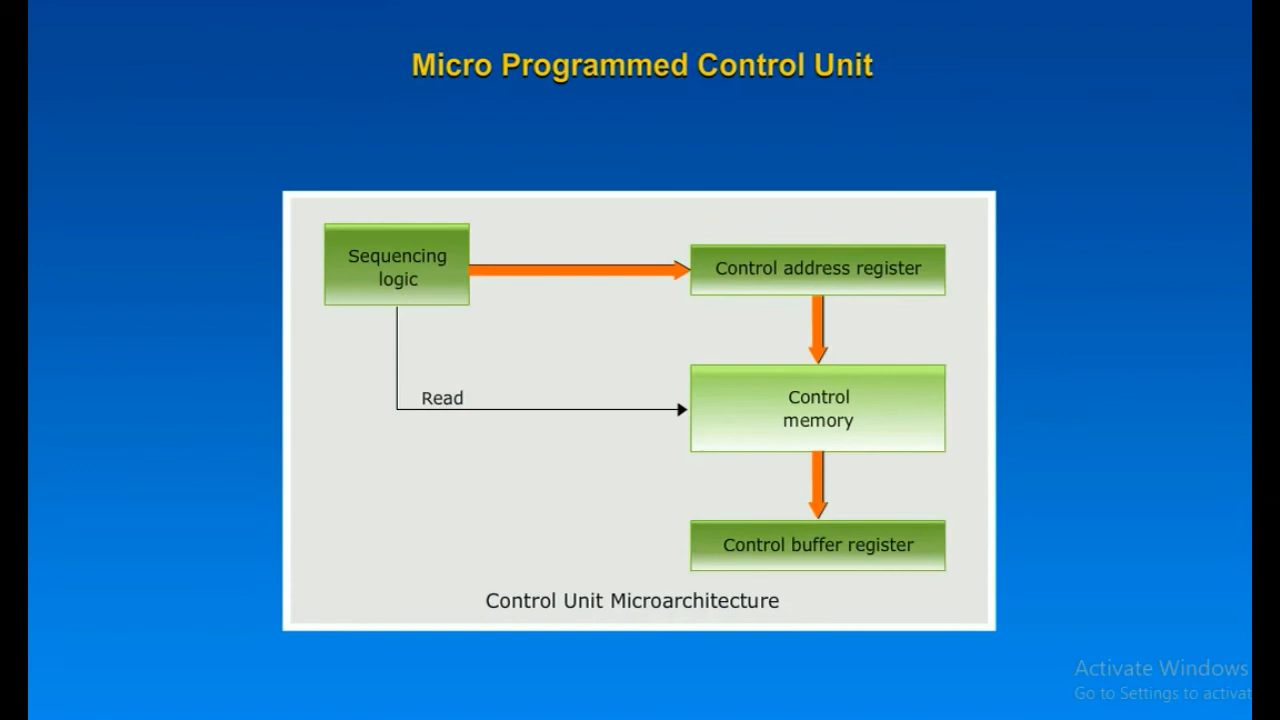 Micro Programmed Control Unit
Sequencing
logic
Control address register
Read
Control
memory
Control buffer register
Control Unit Microarchitecture
Activate Windows
Go to Settings to activat